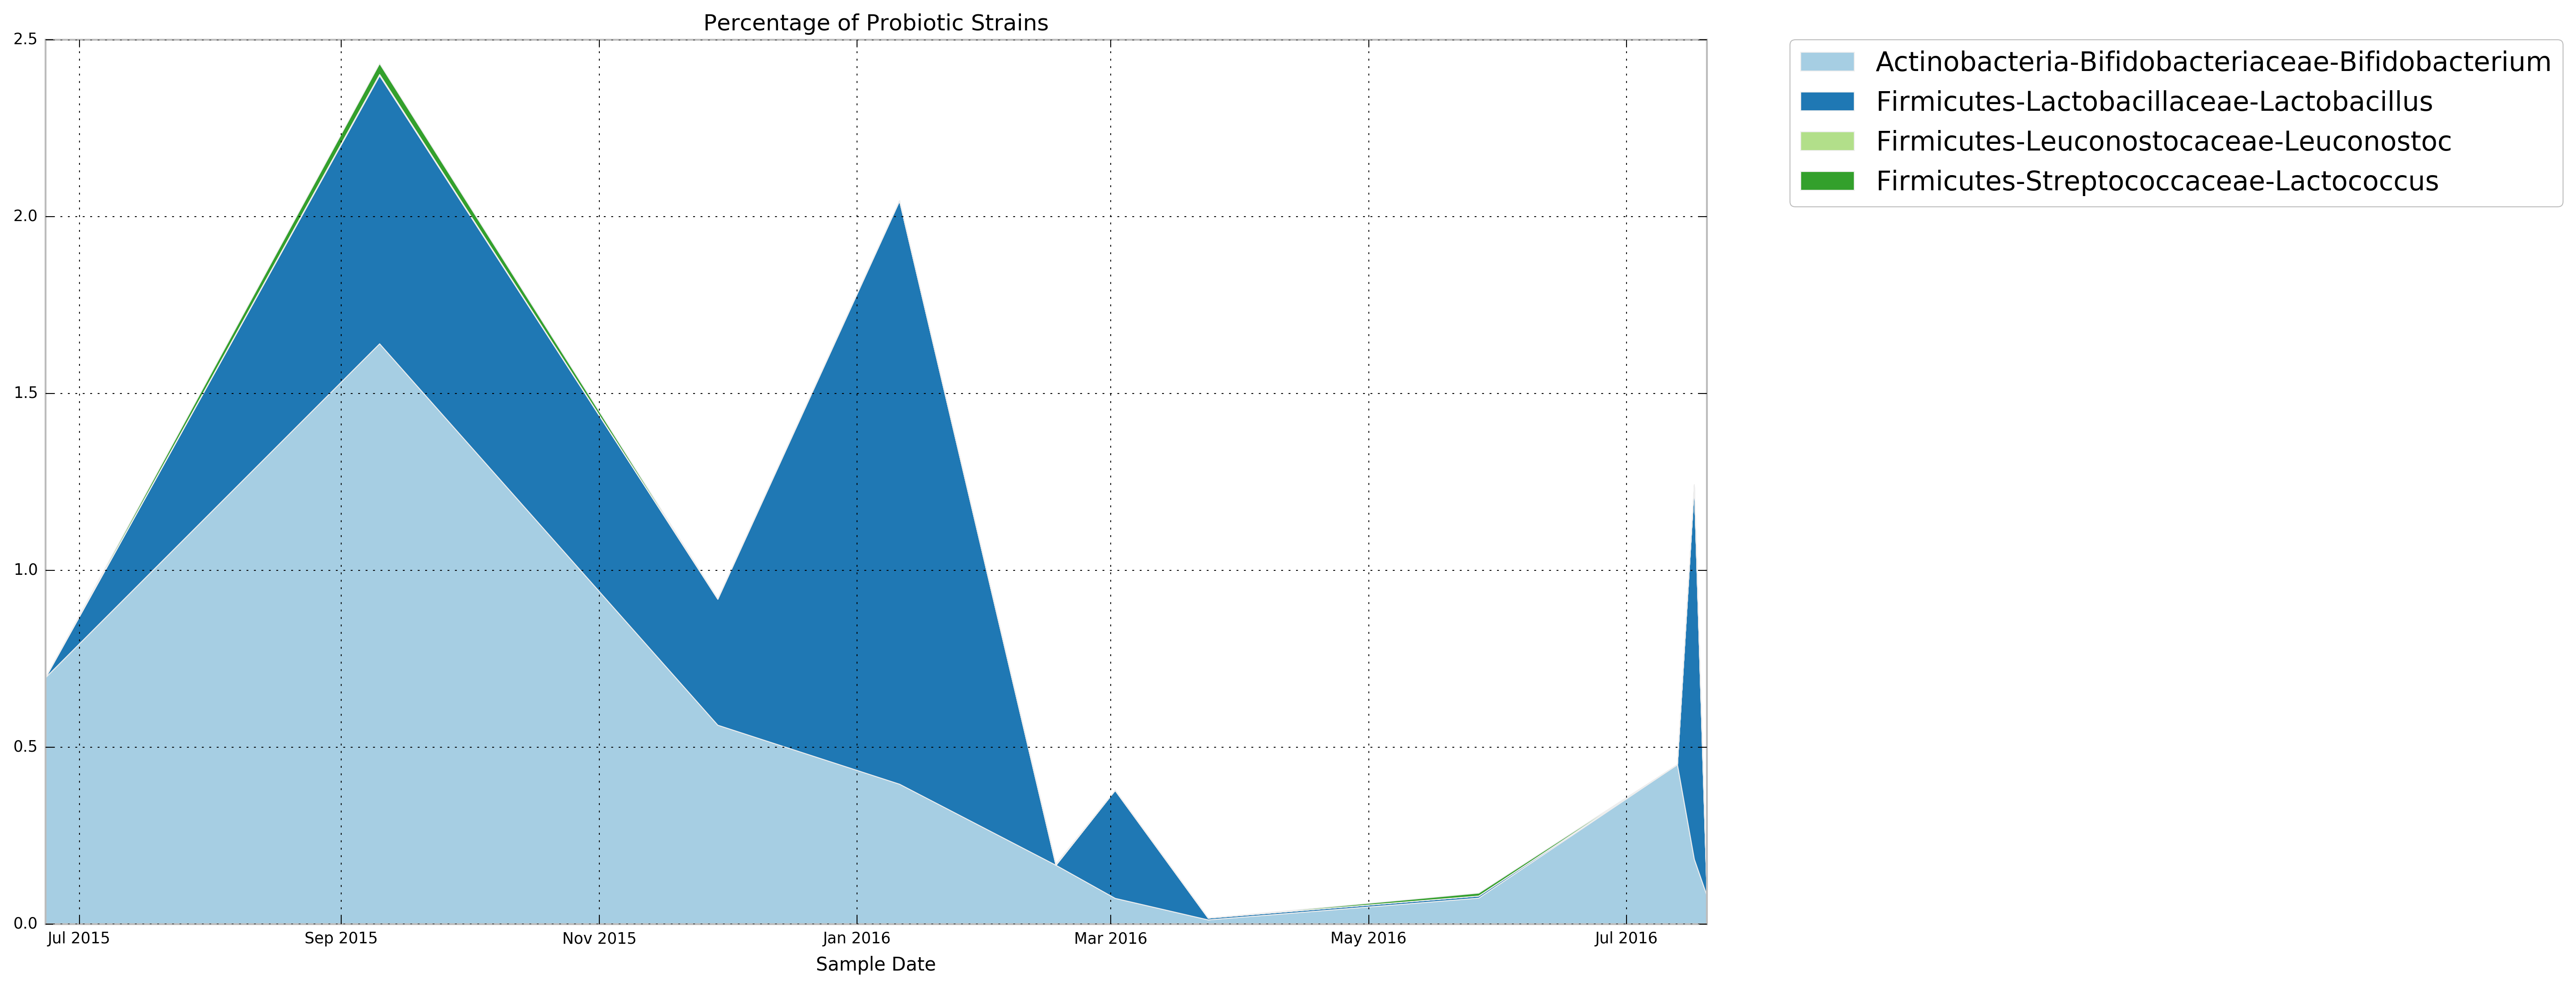 Percentage of Probiotic Strains
2.5
2.0
1.5
1.0
0.5
0.0
Jul 2015 Sep 2015 Nov 2015 Jan 2016 Mar 2016 May 2016 Jul 2016
Sample Date
Actinobacteria-Bifidobacteriaceae-Bifidobacterium
Firmicutes-Lactobacillaceae-Lactobacillus
Firmicutes-Leuconostocaceae-Leuconostoc
Firmicutes-Streptococcaceae-Lactococcus